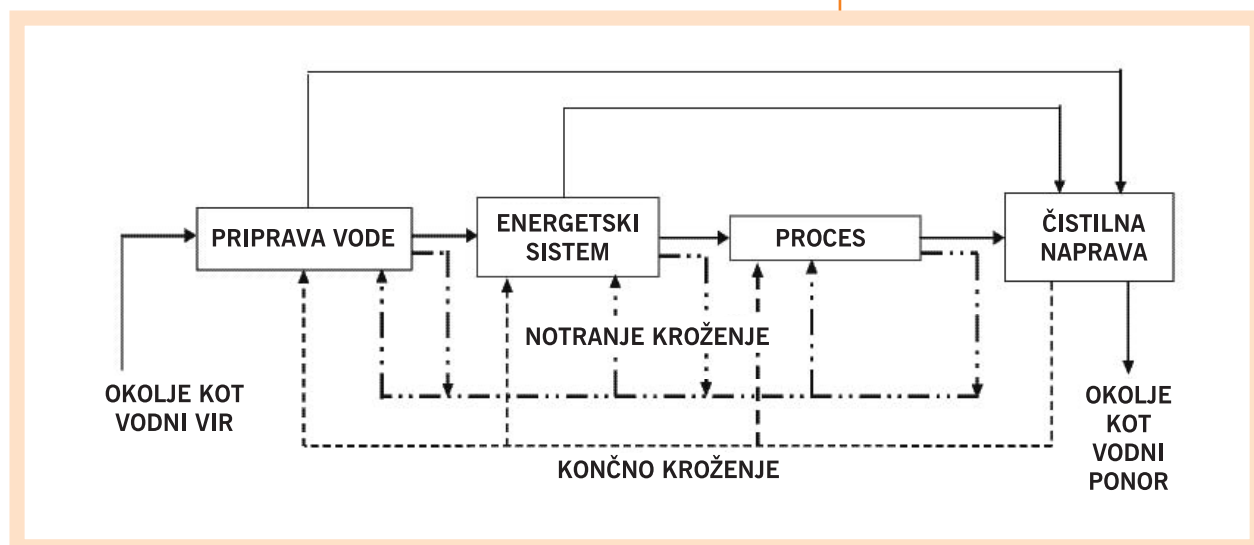 PRIPRAVA VODE
ENERGETSKI
SISTEM
PROCES
ČISTILNA
NAPRAVA
NOTRANJE KROŽENJE
OKOLJE KOT
VODNI VIR
OKOLJE
KOT
VODNI
PONOR
KONČNO KROŽENJE